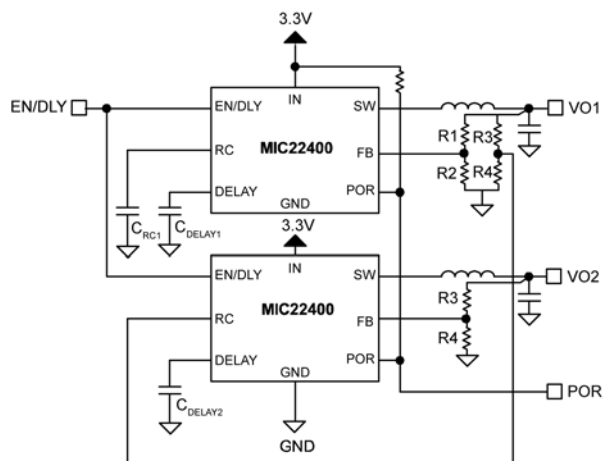 3.3V
EN/DLY
EN/DLY
IN
SW
VO1
RC
MIC22400
FB
R1
R3
R2
R4
DELAY
GND
POR
CRC1
CDELAY1
3.3V
EN/DLY
IN
SW
VO2
RC
MIC22400
FB
R3
R4
DELAY
GND
POR
CDELAY2
GND
POR